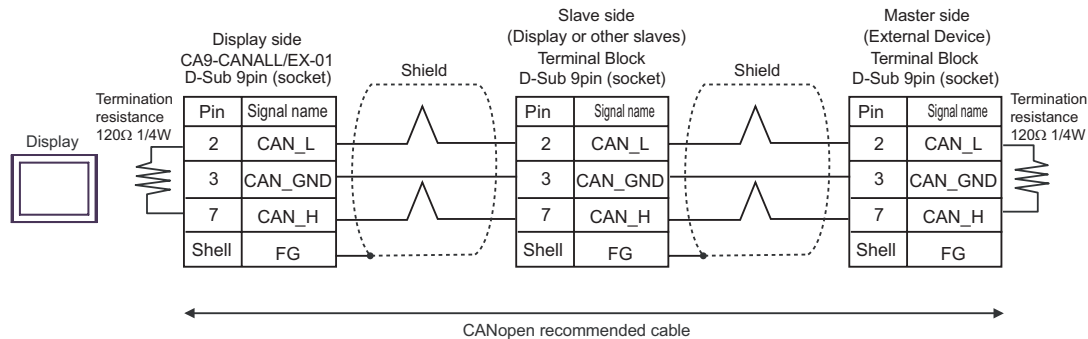 Display
Termination
resistance
120Ω 1/4W
Display side
CA9-CANALL/EX-01
D-Sub 9pin (socket)
Pin Signal name
2 CAN_L
3 CAN_GND
7 CAN_H
Shell FG
Shield
Slave side
(Display or other slaves)
Terminal Block
D-Sub 9pin (socket)
Pin Signal name
2 CAN_L
3 CAN_GND
7 CAN_H
Shell FG
Shield
Master side
(External Device)
Terminal Block
D-Sub 9pin (socket)
Pin Signal name
2 CAN_L
3 CAN_GND
7 CAN_H
Shell FG
Termination
resistance
120Ω 1/4W
CANopen recommended cable